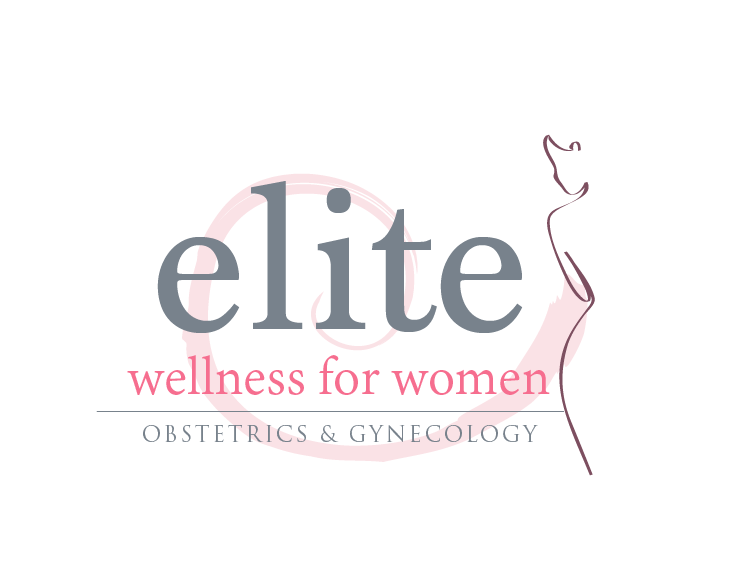 elite
wellness for women
OBSTETRICS & GYNECOLOGY